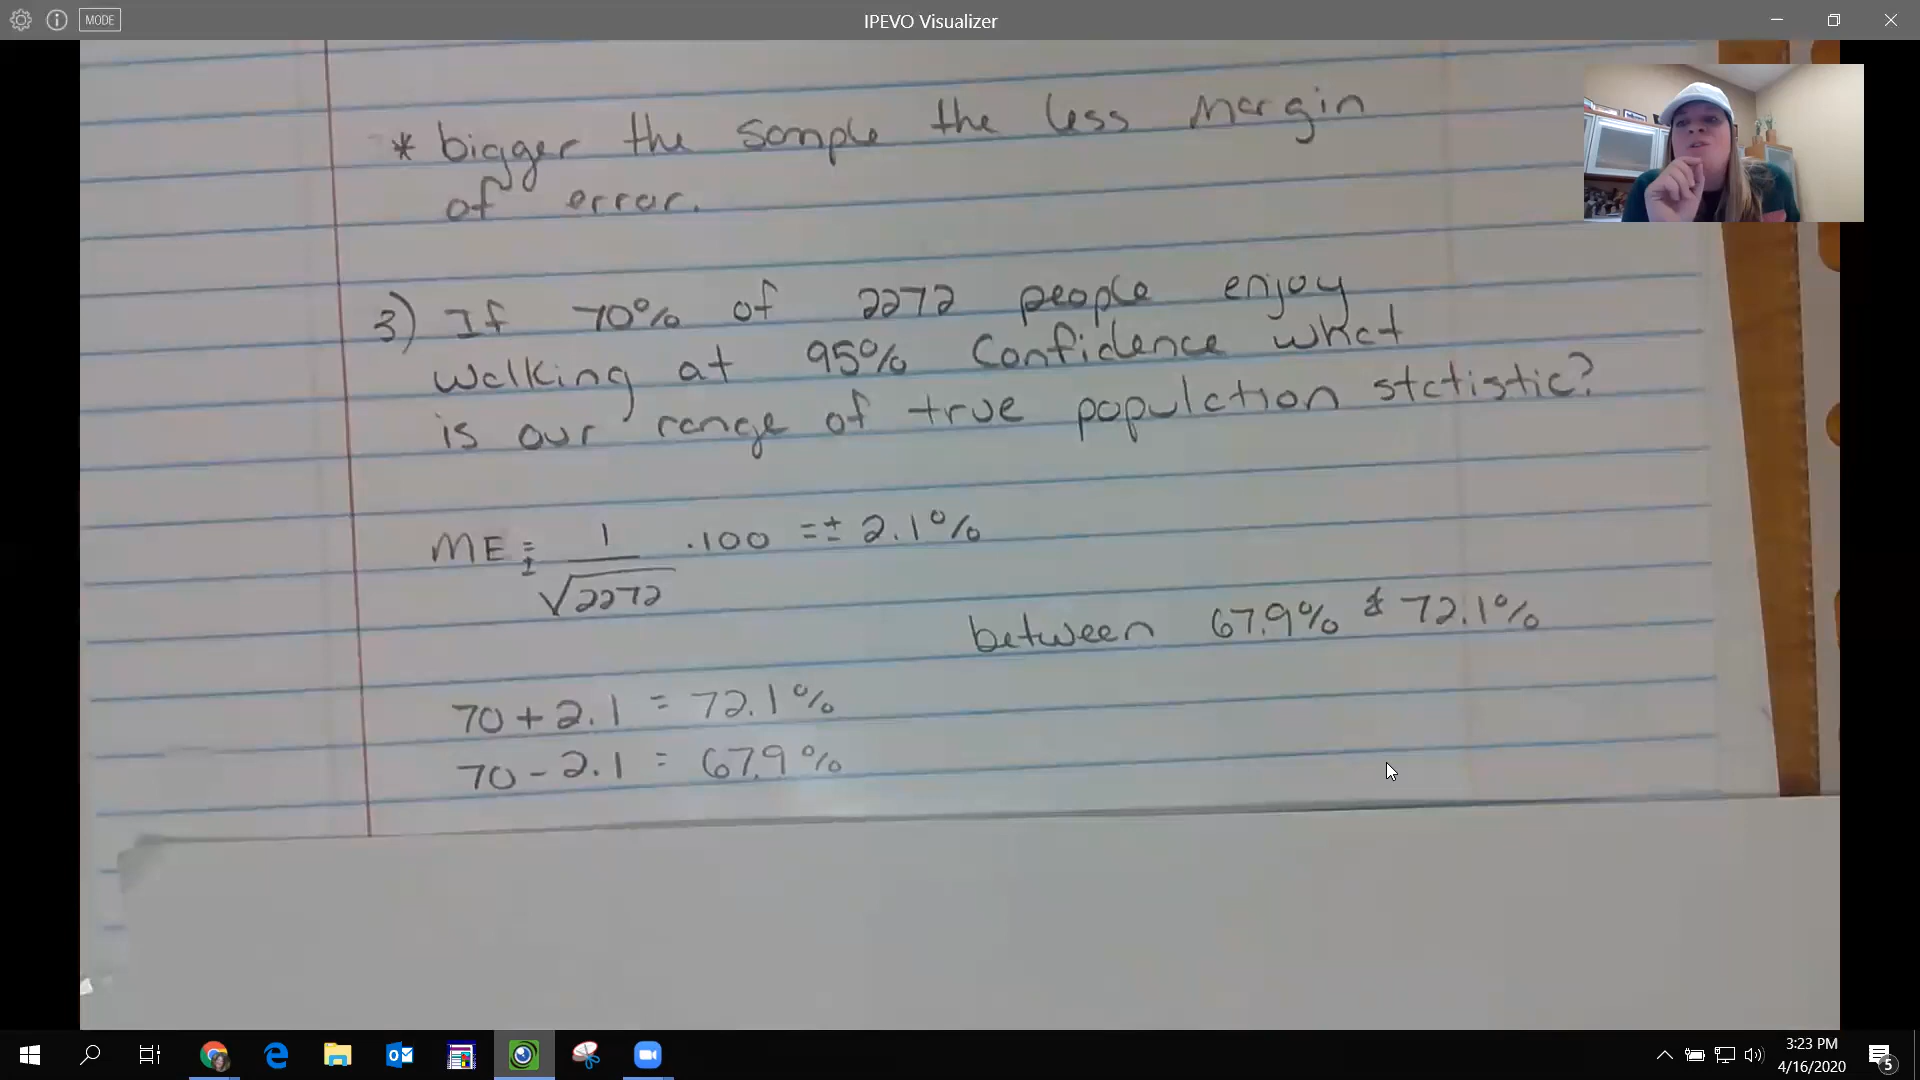 MODE
IPEVO Visualizer
* bigger the sample the less margin
of error.
3) If 70% of 2272 people enjoy
walking at 95% Confidence what
is our range of true population statistic?
ME = ± 1/√2272 · 100 = ± 2.1%
between 67.9% & 72.1%
70 + 2.1 = 72.1%
70 - 2.1 = 67.9%
3:23 PM
4/16/2020
5